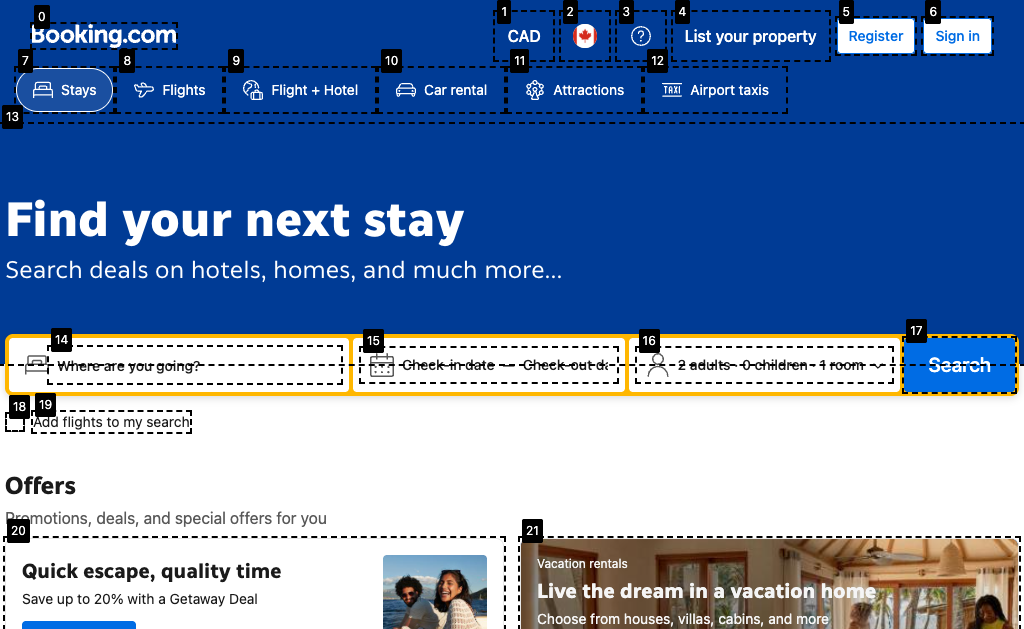 0
Booking.com
1
CAD
2
3
4
List your property
5
Register
6
Sign in
7
Stays
8
Flights
9
Flight + Hotel
10
Car rental
11
Attractions
12
TAXI
Airport taxis
13
Find your next stay
Search deals on hotels, homes, and much more...
14
Where are you going?
15
Check-in date — Check-out da
16
2 adults · 0 children · 1 room
17
Search
18
19
Add flights to my search
Offers
Promotions, deals, and special offers for you
20
Quick escape, quality time
Save up to 20% with a Getaway Deal
21
Vacation rentals
Live the dream in a vacation home
Choose from houses, villas, cabins, and more